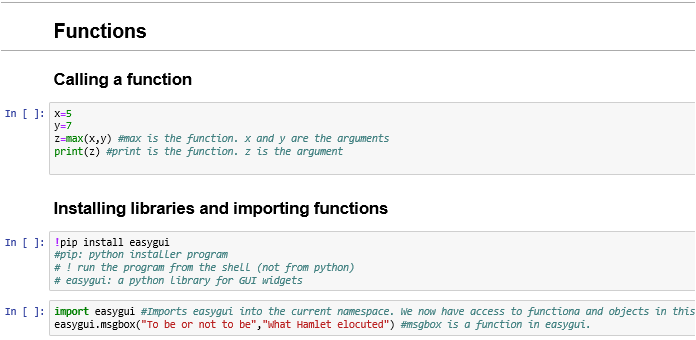 Functions
Calling a function
In [ ]: x=5
y=7
z=max(x,y) #max is the function. x and y are the arguments
print(z) #print is the function. z is the argument
Installing libraries and importing functions
In [ ]: !pip install easygui
#pip: python installer program
# ! run the program from the shell (not from python)
# easygui: a python library for GUI widgets
In [ ]: import easygui #Imports easygui into the current namespace. We now have access to functiona and objects in this
easygui.msgbox("To be or not to be","What Hamlet elocuted") #msgbox is a function in easygui.